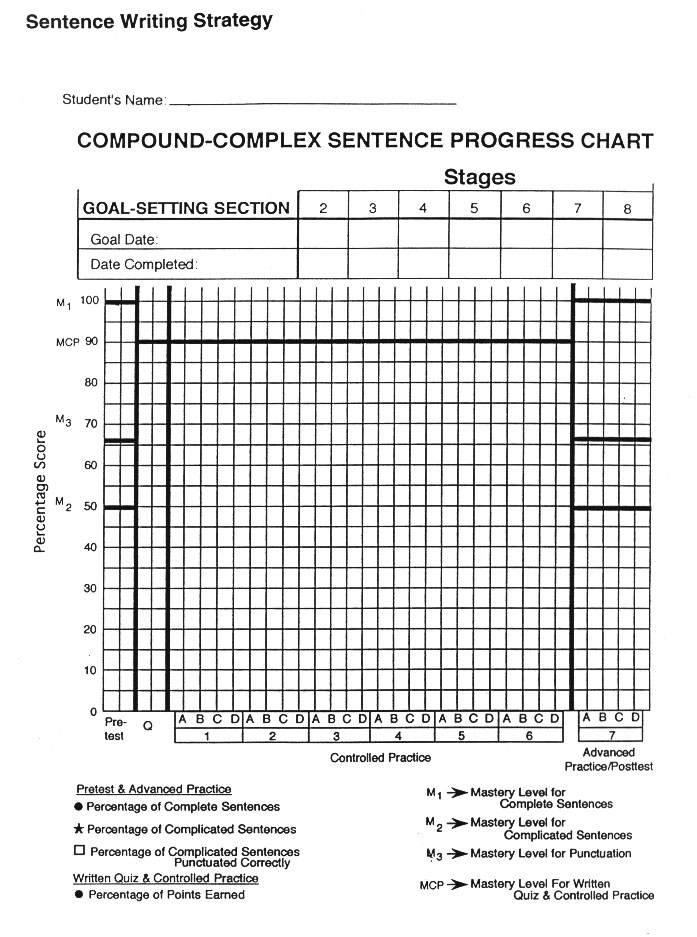 Sentence Writing Strategy
Student's Name:
COMPOUND-COMPLEX SENTENCE PROGRESS CHART
Stages
GOAL-SETTING SECTION 2 3 4 5 6 7 8
Goal Date:
Date Completed:
M1 100
MCP 90
80
M3 70
60
M2 50
40
30
20
10
0
Percentage Score
Pre-
test
Q
A B C D A B C D A B C D A B C D A B C D A B C D A B C D
1 2 3 4 5 6 7
Controlled Practice
Advanced
Practice/Posttest
Pretest & Advanced Practice
● Percentage of Complete Sentences
★ Percentage of Complicated Sentences
☐ Percentage of Complicated Sentences
Punctuated Correctly
Written Quiz & Controlled Practice
● Percentage of Points Earned
M1 → Mastery Level for
Complete Sentences
M2 → Mastery Level for
Complicated Sentences
M3 → Mastery Level for Punctuation
MCP → Mastery Level For Written
Quiz & Controlled Practice